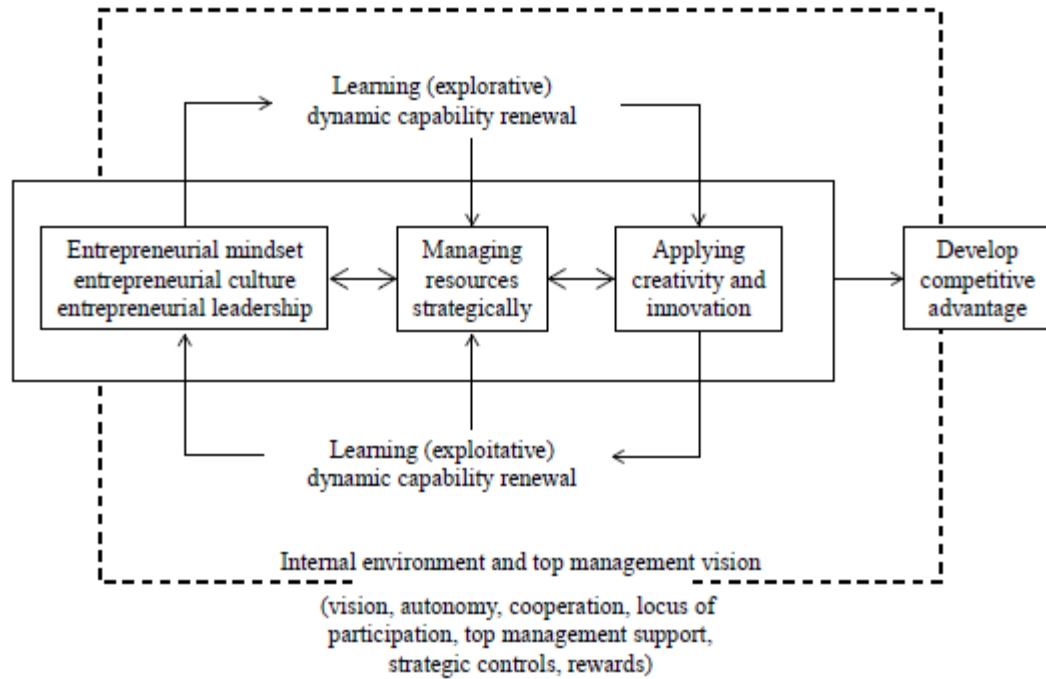 Learning (explorative)
dynamic capability renewal
Entrepreneurial mindset
entrepreneurial culture
entrepreneurial leadership
Managing
resources
strategically
Applying
creativity and
innovation
Develop
competitive
advantage
Learning (exploitative)
dynamic capability renewal
Internal environment and top management vision
(vision, autonomy, cooperation, locus of
participation, top management support,
strategic controls, rewards)